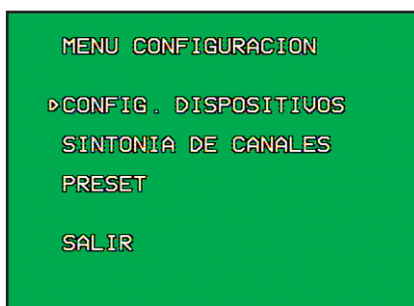 MENU CONFIGURACION
CONFIG. DISPOSITIVOS
SINTONIA DE CANALES
PRESET
SALIR